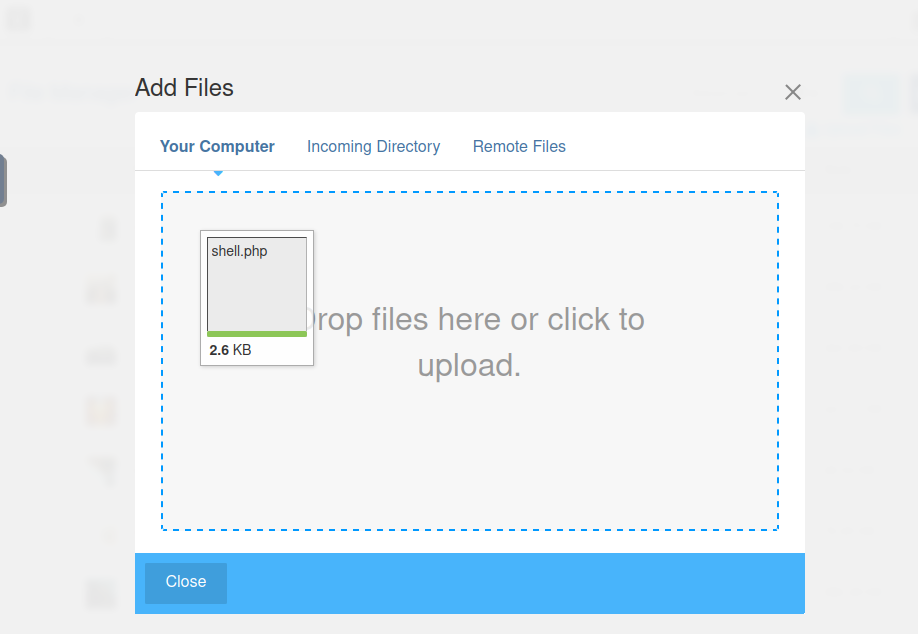 Add Files
Your Computer Incoming Directory Remote Files
shell.php
rop files here or click to
upload.
2.6 KB
Close